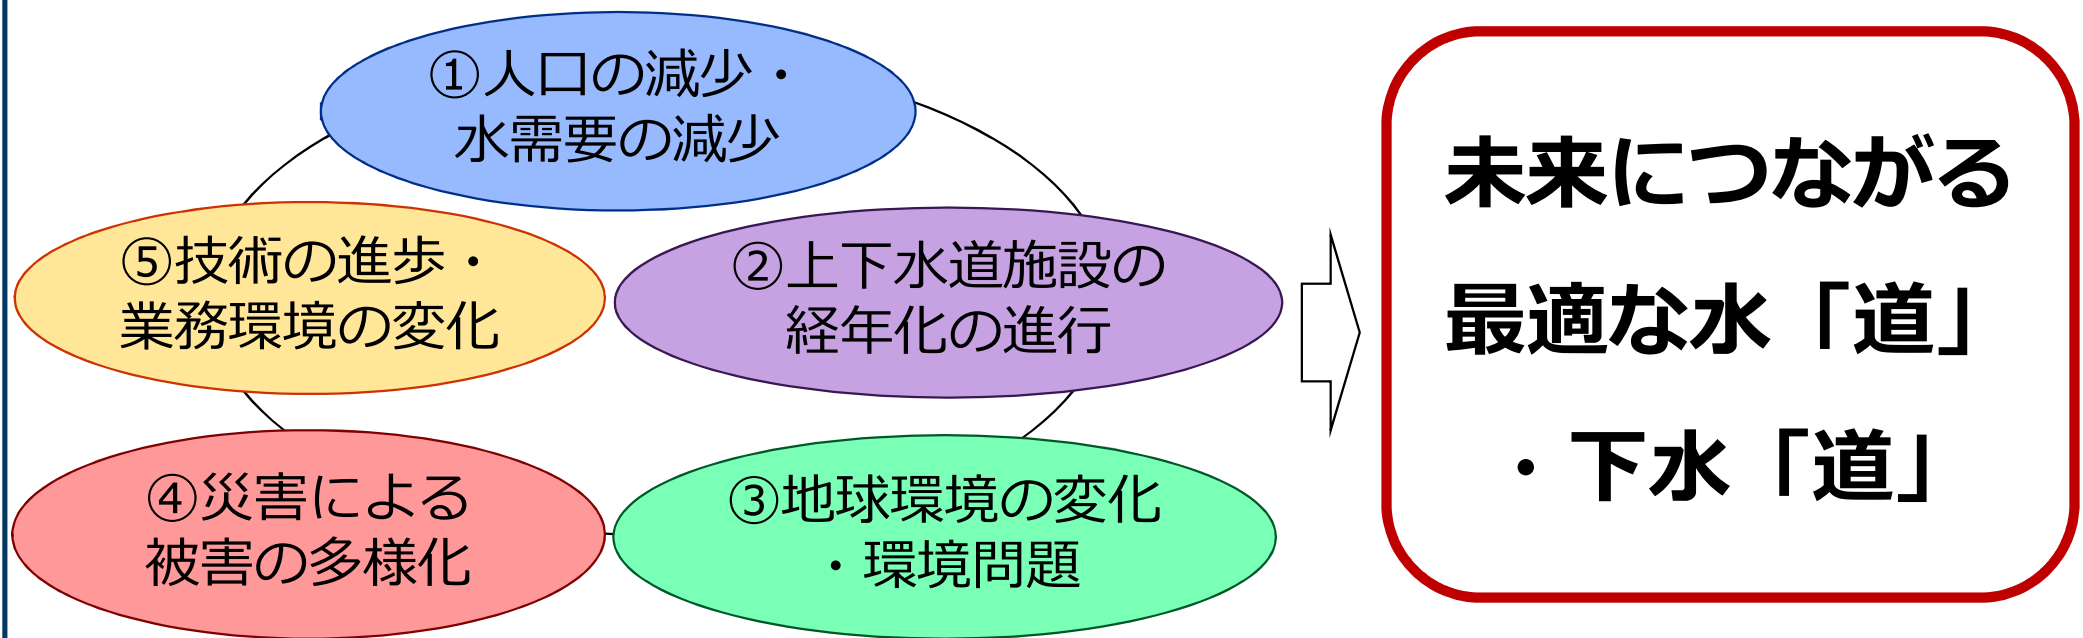 ①人口の減少・
水需要の減少
②上下水道施設の
経年化の進行
③地球環境の変化
・環境問題
④災害による
被害の多様化
⑤技術の進歩・
業務環境の変化
未来につながる
最適な水「道」
・下水「道」